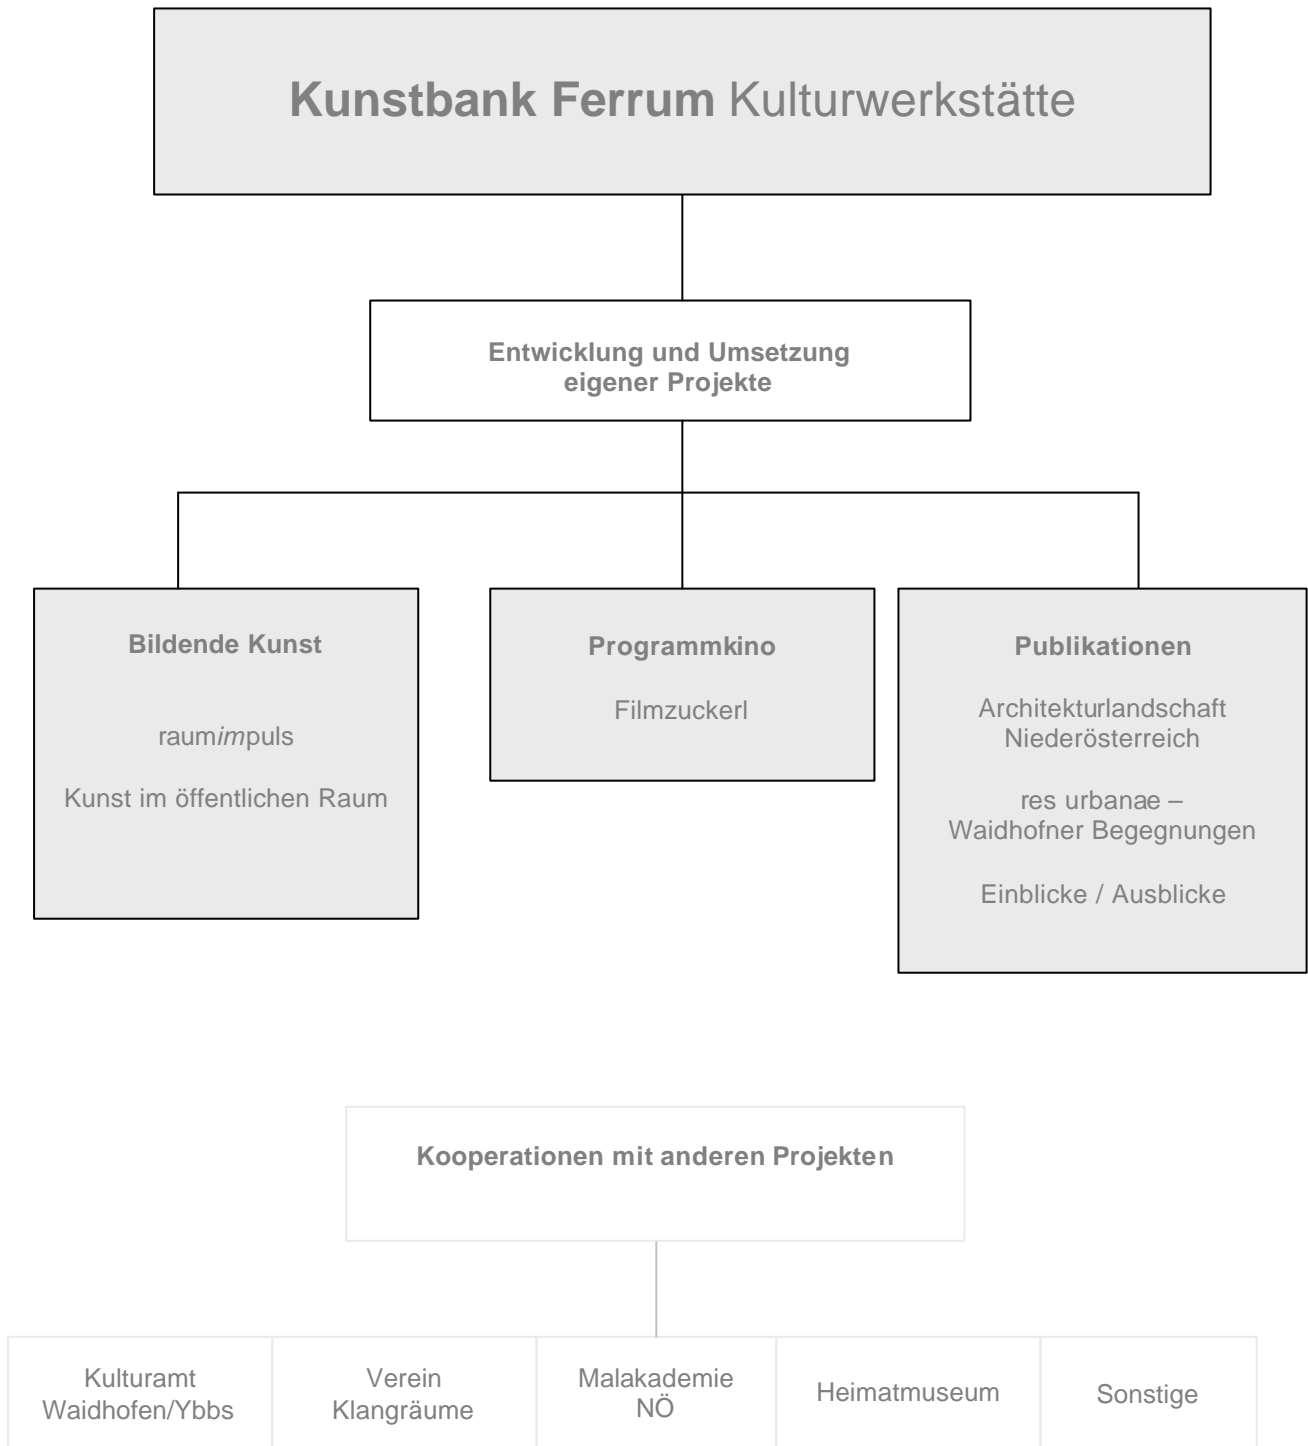 Kunstbank Ferrum Kulturwerkstätte
Entwicklung und Umsetzung
eigener Projekte
Bildende Kunst
raumimpuls
Kunst im öffentlichen Raum
Programmkino
Filmzuckerl
Publikationen
Architekturlandschaft
Niederösterreich
res urbanae –
Waidhofner Begegnungen
Einblicke / Ausblicke
Kooperationen mit anderen Projekten
Kulturamt
Waidhofen/Ybbs
Verein
Klangräume
Malakademie
NÖ
Heimatmuseum
Sonstige